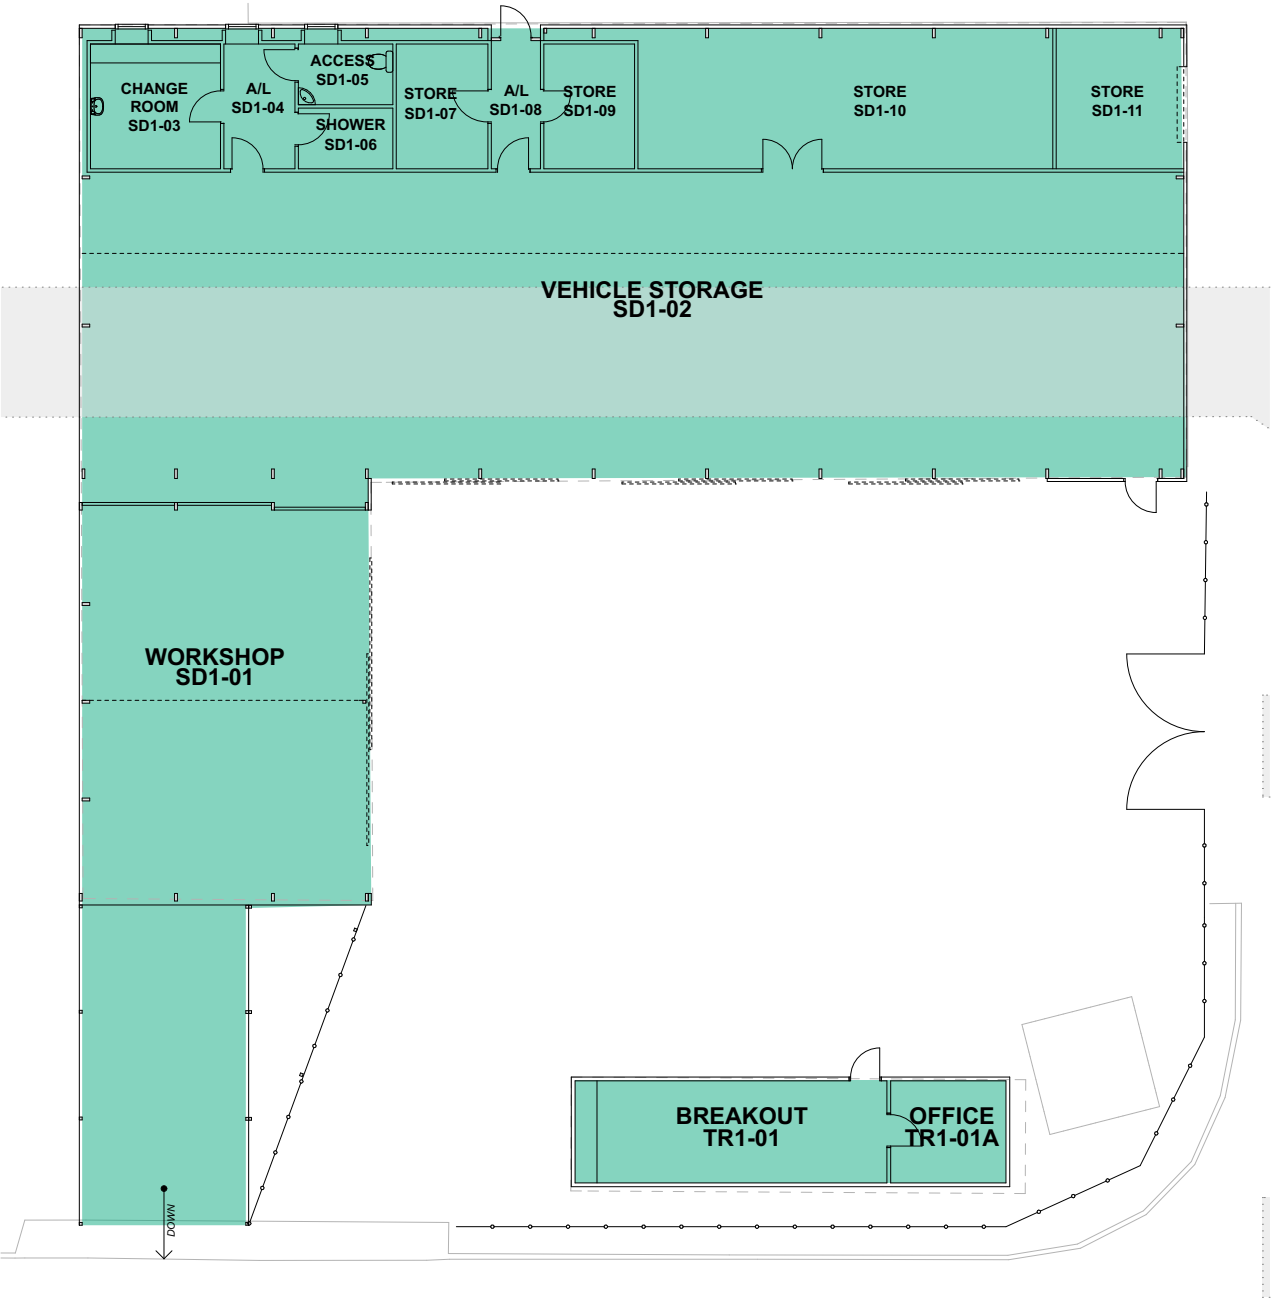 CHANGE
ROOM
SD1-03
A/L
SD1-04
ACCESS
SD1-05
SHOWER
SD1-06
STORE
SD1-07
A/L
SD1-08
STORE
SD1-09
STORE
SD1-10
STORE
SD1-11
VEHICLE STORAGE
SD1-02
WORKSHOP
SD1-01
BREAKOUT
TR1-01
OFFICE
TR1-01A
DOWN